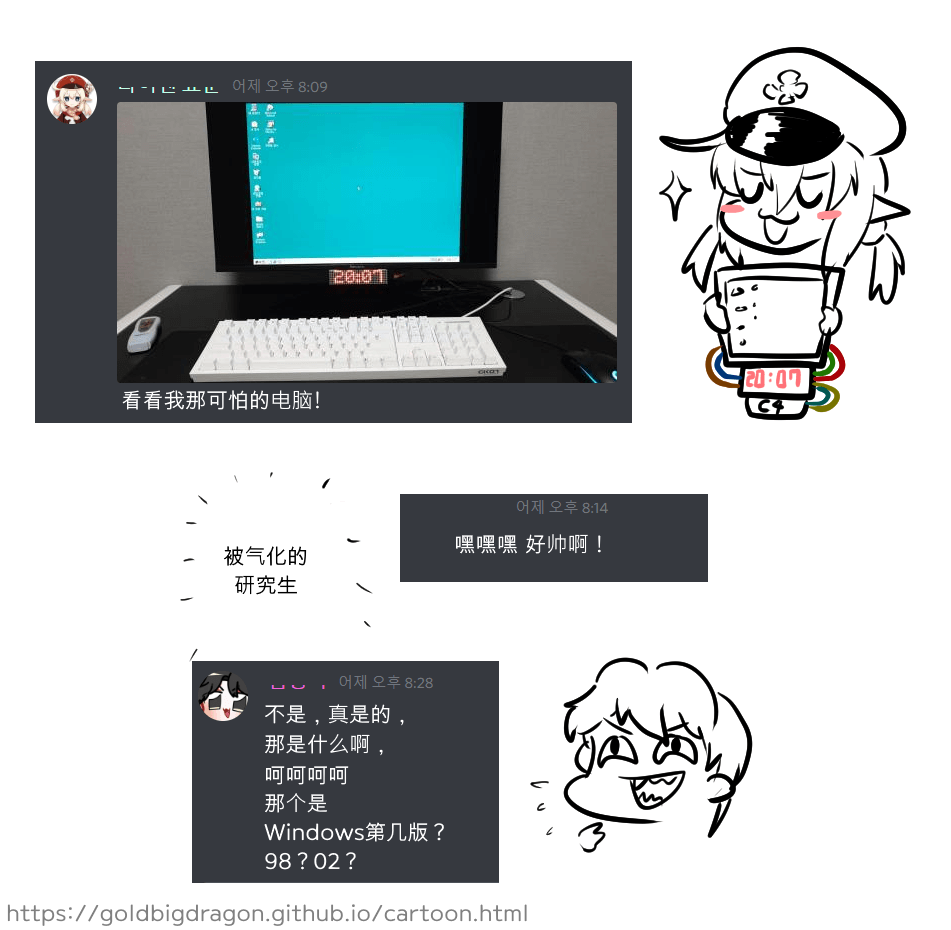 어제 오후 8:09
20:07
看看我那可怕的电脑!
20:07
C4
被气化的
研究生
어제 오후 8:14
嘿嘿嘿 好帅啊！
어제 오후 8:28
不是，真是的，
那是什么啊，
呵呵呵呵
那个是
Windows第几版？
98？02？
https://goldbigdragon.github.io/cartoon.html